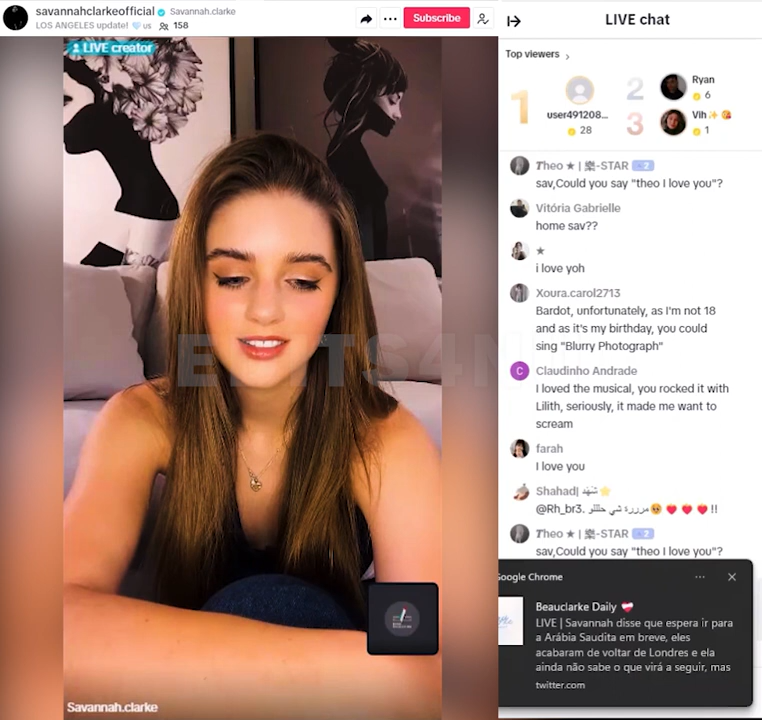 savannahclarkeofficial Savannah.clarke
LOS ANGELES update! 🩵 us 158
Subscribe
LIVE creator
Savannah.clarke
LIVE chat
Top viewers
1
user491208...
28
2
Ryan
6
3
Vih✨ 🥰
1
Theo ★ | 樂-STAR 2
sav,Could you say "theo I love you"?
Vitória Gabrielle
home sav??
★
i love yoh
Xoura.carol2713
Bardot, unfortunately, as I'm not 18
and as it's my birthday, you could
sing "Blurry Photograph"
Claudinho Andrade
I loved the musical, you rocked it with
Lilith, seriously, it made me want to
scream
farah
I love you
Shahad| شَهْد ⭐
@Rh_br3. مرررة شي حلللو 🥺 ❤️ ❤️ ❤️ !!
Theo ★ | 樂-STAR 2
sav,Could you say "theo I love you"?
Google Chrome
Beauclarke Daily
LIVE | Savannah disse que espera ir para
a Arábia Saudita em breve, eles
acabaram de voltar de Londres e ela
ainda não sabe o que virá a seguir, mas
twitter.com